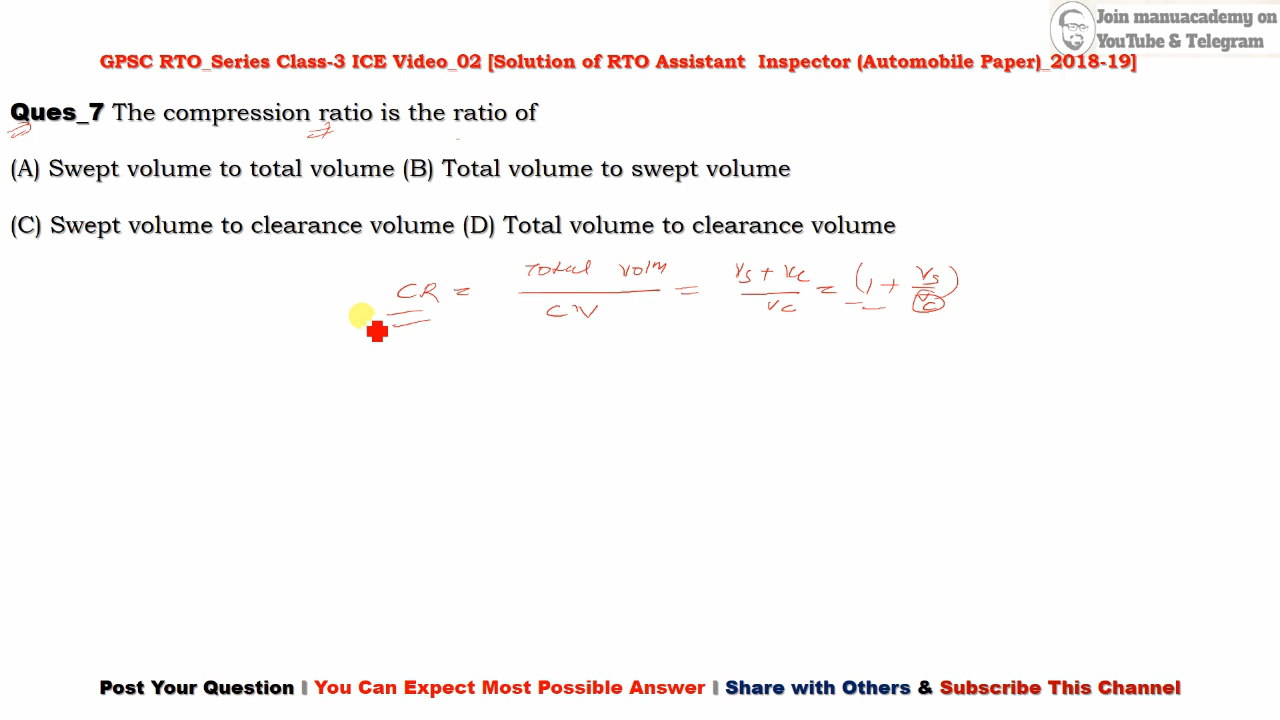 Join manuacademy on
YouTube & Telegram
GPSC RTO_Series Class-3 ICE Video_02 [Solution of RTO Assistant Inspector (Automobile Paper)_2018-19]
Ques_7 The compression ratio is the ratio of
(A) Swept volume to total volume (B) Total volume to swept volume
(C) Swept volume to clearance volume (D) Total volume to clearance volume
CR = Total Volm / CV = Vs + Vc / Vc = (1 + Vs / Vc)
Post Your Question | You Can Expect Most Possible Answer | Share with Others & Subscribe This Channel